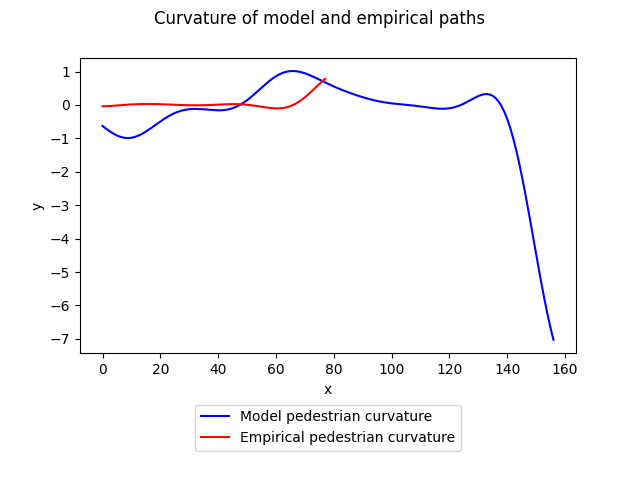 Curvature of model and empirical paths
1
0
−1
−2
−3
−4
−5
−6
−7
y
0 20 40 60 80 100 120 140 160
x
Model pedestrian curvature
Empirical pedestrian curvature